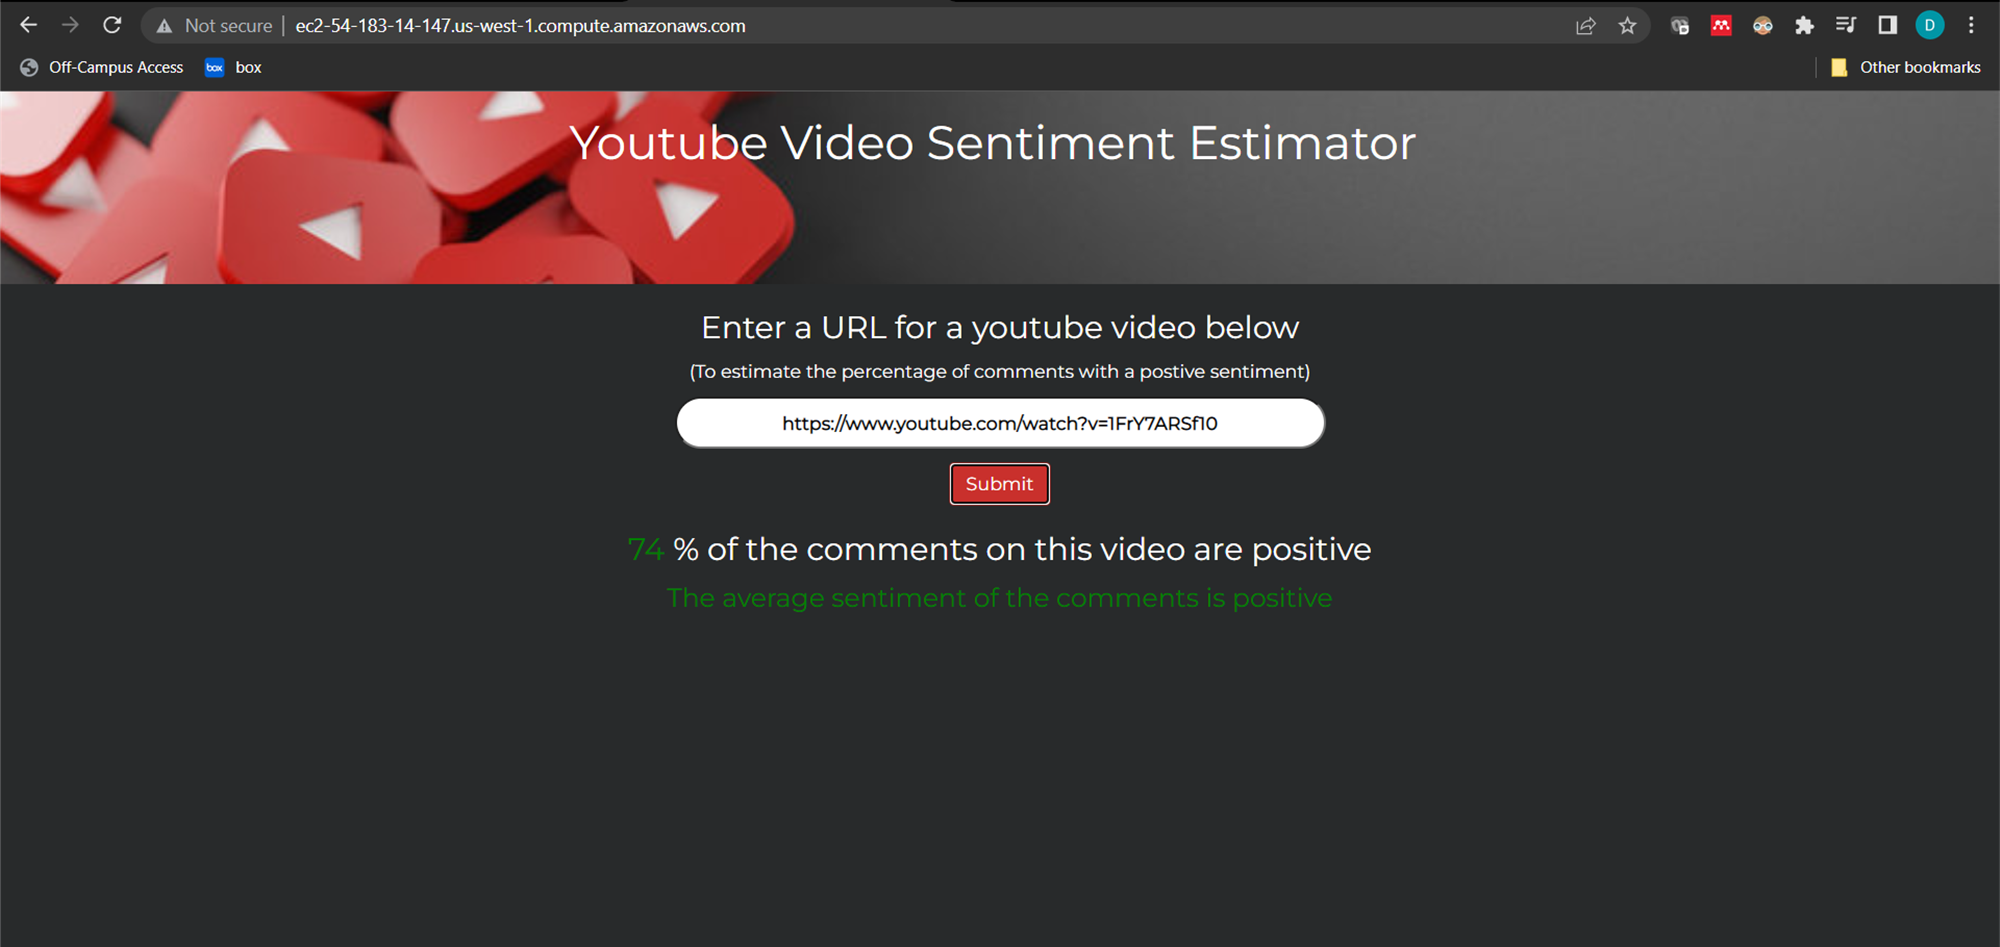 Not secure | ec2-54-183-14-147.us-west-1.compute.amazonaws.com
D
Off-Campus Access
box box
Other bookmarks
Youtube Video Sentiment Estimator
Enter a URL for a youtube video below
(To estimate the percentage of comments with a postive sentiment)
https://www.youtube.com/watch?v=1FrY7ARSf10
Submit
74 % of the comments on this video are positive
The average sentiment of the comments is positive